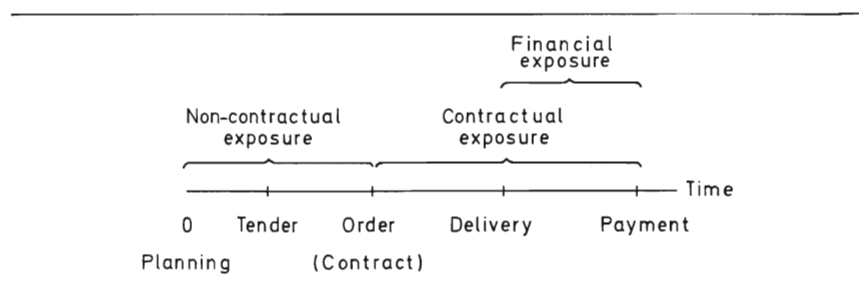 Financial
exposure
Non-contractual
exposure
Contractual
exposure
Time
0 Tender Order Delivery Payment
Planning (Contract)